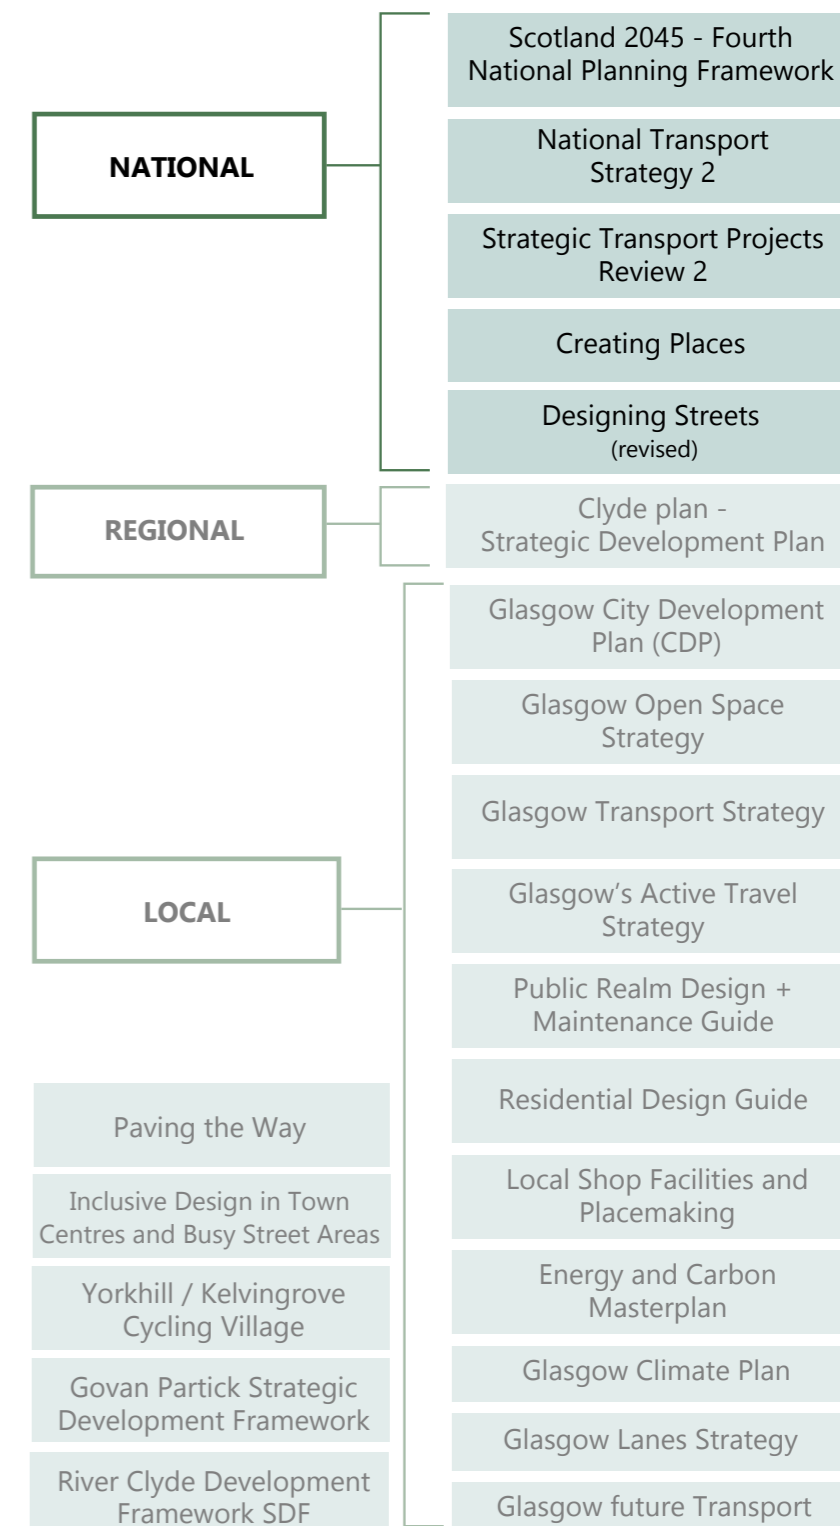 NATIONAL
Scotland 2045 - Fourth
National Planning Framework
National Transport
Strategy 2
Strategic Transport Projects
Review 2
Creating Places
Designing Streets
(revised)
REGIONAL
Clyde plan -
Strategic Development Plan
LOCAL
Glasgow City Development
Plan (CDP)
Glasgow Open Space
Strategy
Glasgow Transport Strategy
Glasgow’s Active Travel
Strategy
Public Realm Design +
Maintenance Guide
Residential Design Guide
Local Shop Facilities and
Placemaking
Energy and Carbon
Masterplan
Glasgow Climate Plan
Glasgow Lanes Strategy
Glasgow future Transport
Paving the Way
Inclusive Design in Town
Centres and Busy Street Areas
Yorkhill / Kelvingrove
Cycling Village
Govan Partick Strategic
Development Framework
River Clyde Development
Framework SDF